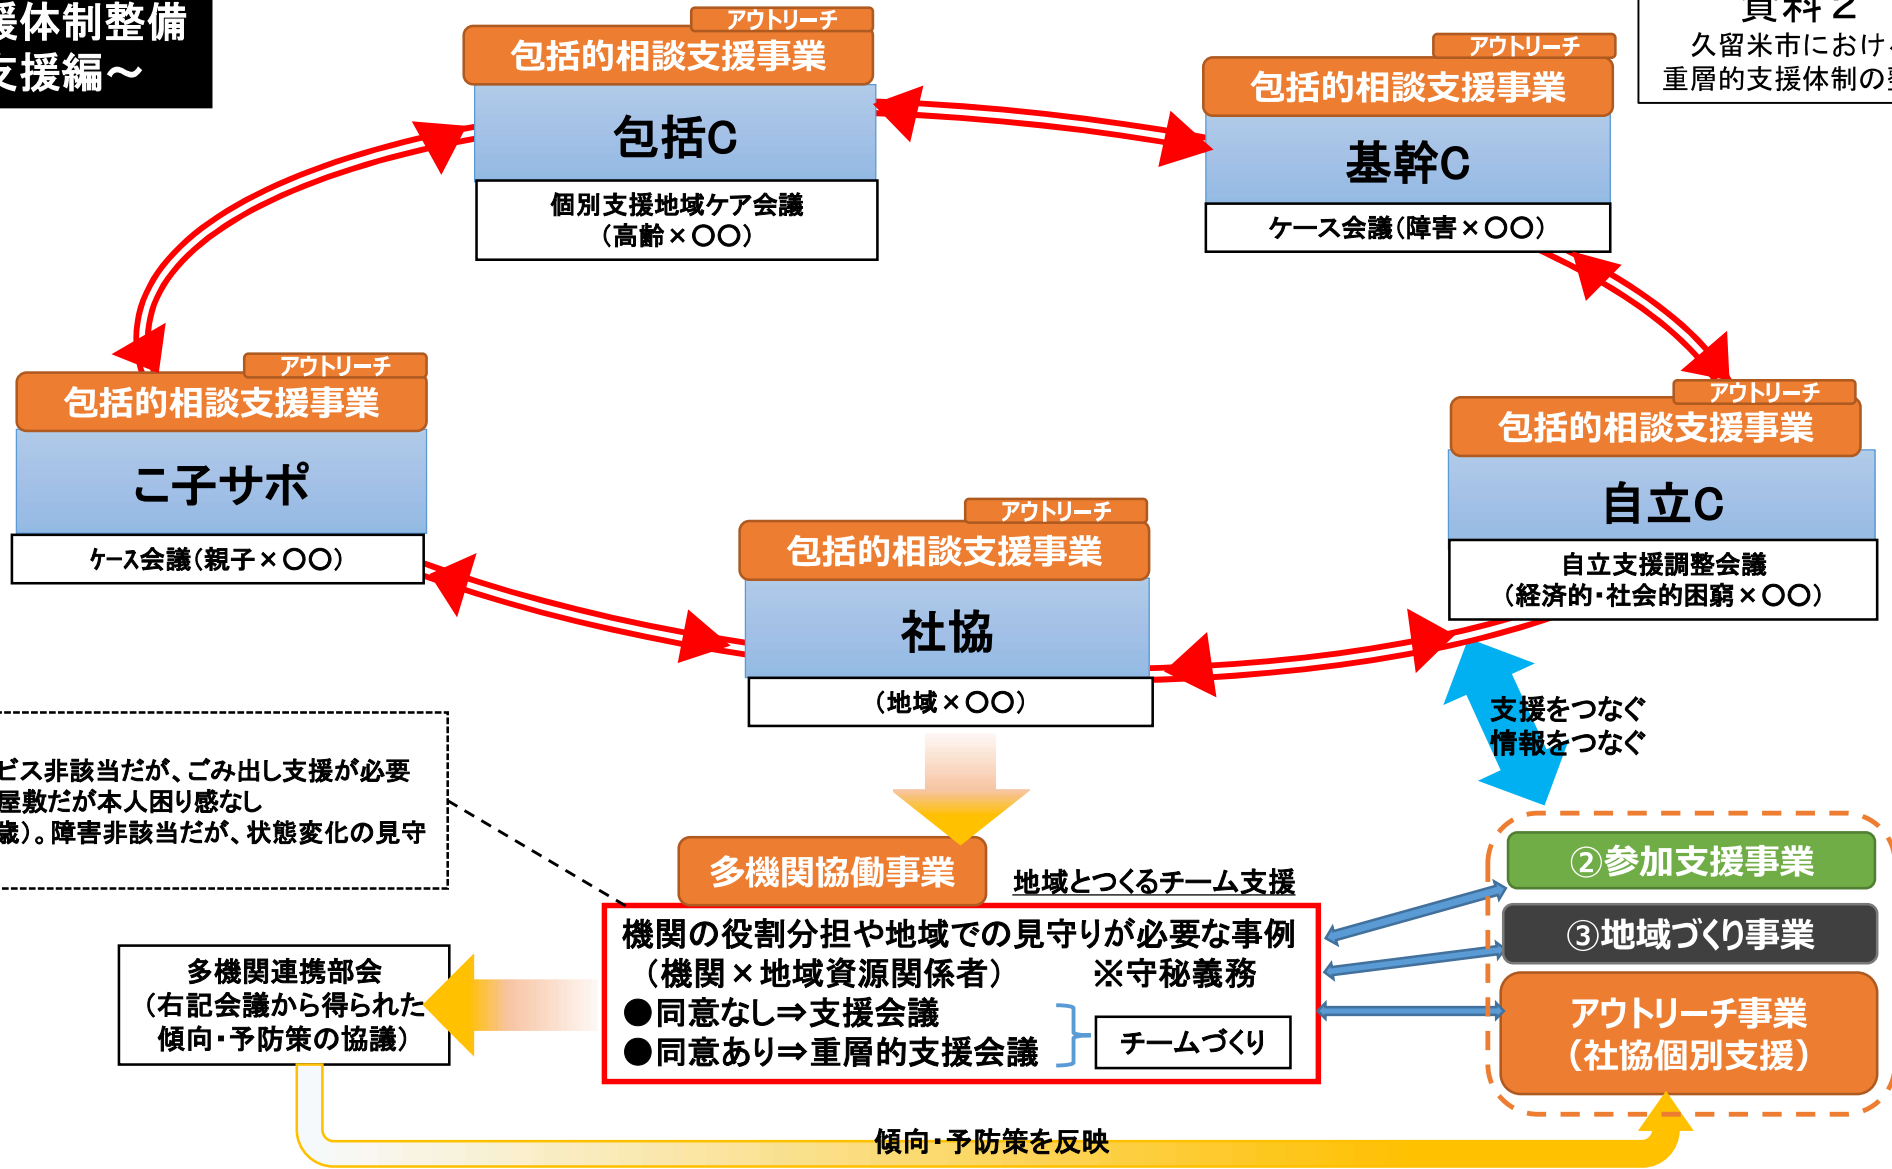 援体制整備
支援編～
資料２
久留米市におけ
重層的支援体制の
アウトリーチ
包括的相談支援事業
包括C
個別支援地域ケア会議
（高齢×〇〇）
アウトリーチ
包括的相談支援事業
基幹C
ケース会議（障害×〇〇）
アウトリーチ
包括的相談支援事業
こ子サポ
ケース会議（親子×〇〇）
アウトリーチ
包括的相談支援事業
自立C
自立支援調整会議
（経済的・社会的困窮×〇〇）
アウトリーチ
包括的相談支援事業
社協
（地域×〇〇）
支援をつなぐ
情報をつなぐ
ビス非該当だが、ごみ出し支援が必要
屋敷だが本人困り感なし
歳）。障害非該当だが、状態変化の見守
多機関協働事業
地域とつくるチーム支援
機関の役割分担や地域での見守りが必要な事例
（機関×地域資源関係者） ※守秘義務
●同意なし⇒支援会議
●同意あり⇒重層的支援会議
チームづくり
②参加支援事業
③地域づくり事業
アウトリーチ事業
（社協個別支援）
多機関連携部会
（右記会議から得られた
傾向・予防策の協議）
傾向・予防策を反映